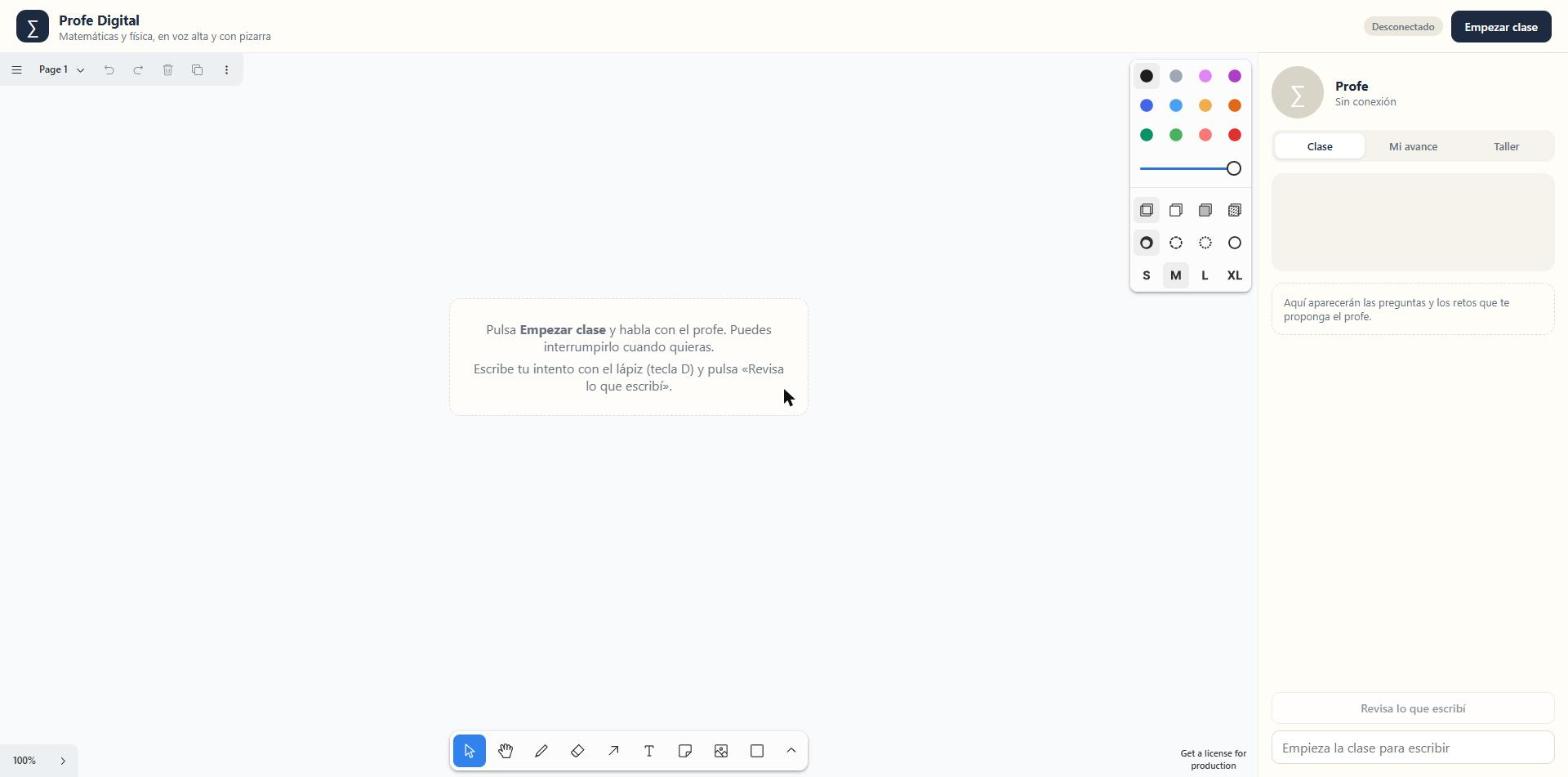 ∑
Profe Digital
Matemáticas y física, en voz alta y con pizarra
Desconectado
Empezar clase
Page 1
Pulsa Empezar clase y habla con el profe. Puedes
interrumpirlo cuando quieras.
Escribe tu intento con el lápiz (tecla D) y pulsa «Revisa
lo que escribí».
S M L XL
∑
Profe
Sin conexión
Clase Mi avance Taller
Aquí aparecerán las preguntas y los retos que te
proponga el profe.
Revisa lo que escribí
Empieza la clase para escribir
100%
T
Get a license for
production